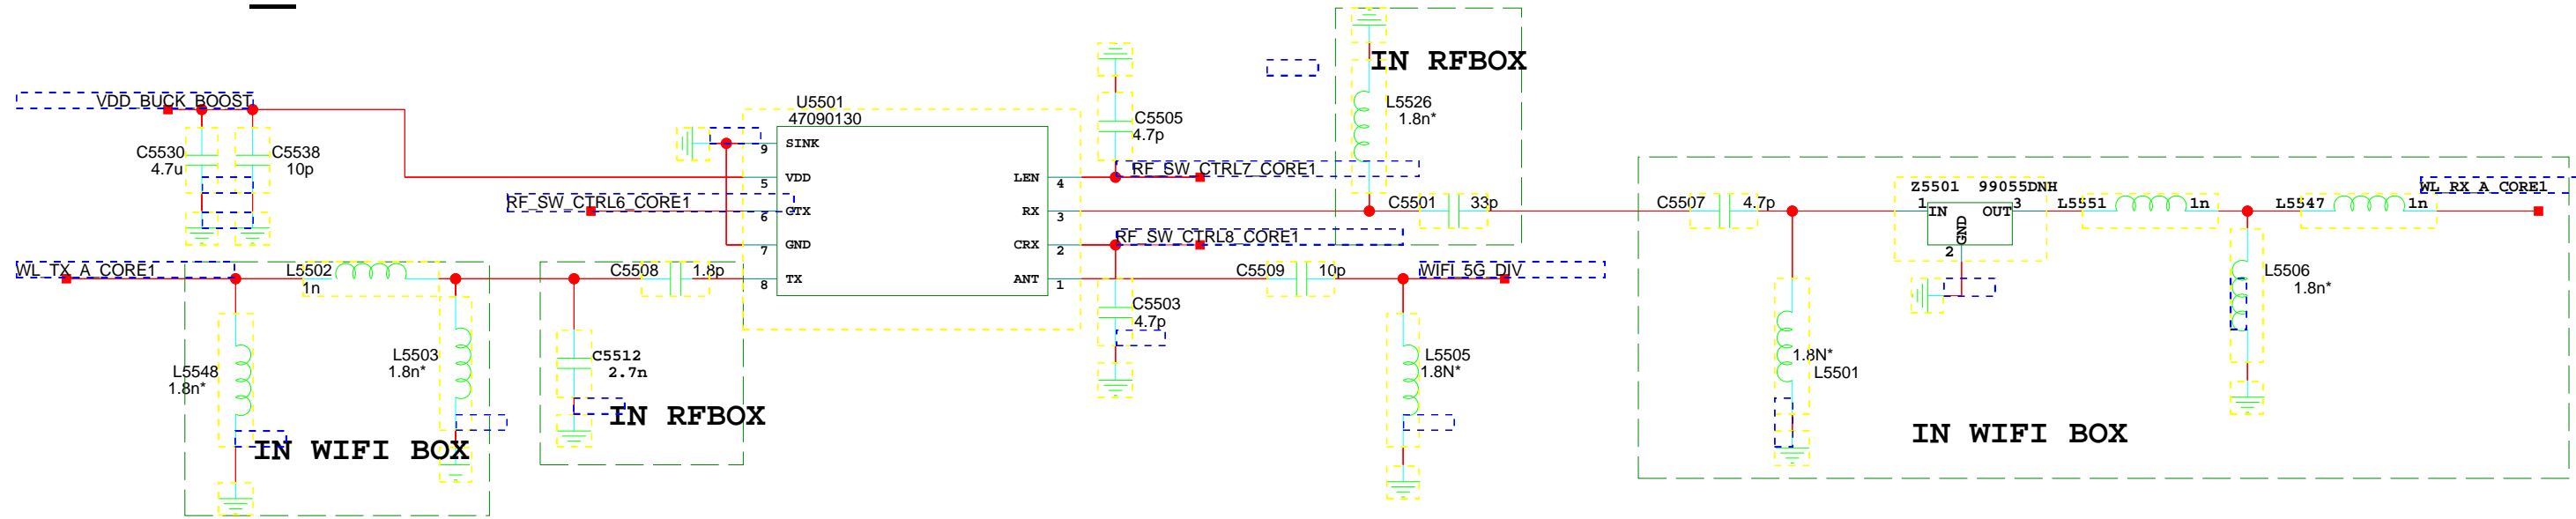 IN RFBOX
VDD_BUCK_BOOST
U5501
47090130
L5526
1.8n*
C5505
4.7p
C5530
4.7u
C5538
10p
SINK
9
VDD
5
GTX
6
GND
7
TX
8
LEN
4
RX
3
CRX
2
ANT
1
RF_SW_CTRL7_CORE1
RF_SW_CTRL6_CORE1
C5501
33p
C5507
4.7p
Z5501 99055DNH
1
IN
OUT
3
GND
2
L5551
1n
L5547
1n
WL_RX_A_CORE1
RF_SW_CTRL8_CORE1
WL_TX_A_CORE1
L5502
1n
C5508
1.8p
C5509
10p
WIFI_5G_DIV
L5506
1.8n*
C5503
4.7p
L5548
1.8n*
L5503
1.8n*
C5512
2.7n
L5505
1.8N*
1.8N*
L5501
IN RFBOX
IN WIFI BOX
IN WIFI BOX